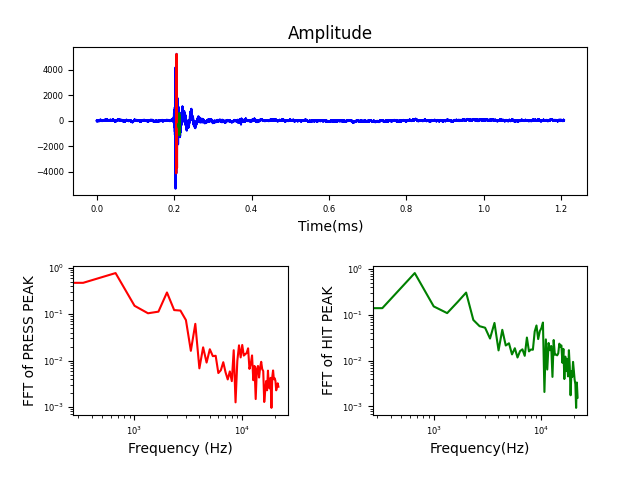 Amplitude
4000
2000
0
−2000
−4000
0.0 0.2 0.4 0.6 0.8 1.0 1.2
Time(ms)
FFT of PRESS PEAK
10⁰
10⁻¹
10⁻²
10⁻³
10³ 10⁴
Frequency (Hz)
FFT of HIT PEAK
10⁰
10⁻¹
10⁻²
10⁻³
10³ 10⁴
Frequency(Hz)